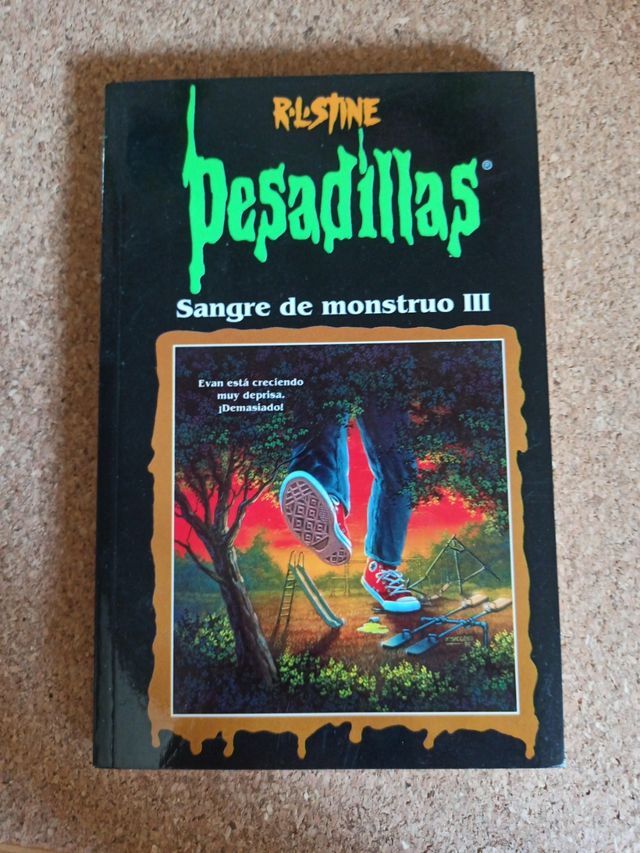 R.L.STINE
Pesadillas®
Sangre de monstruo III
Evan está creciendo
muy deprisa.
¡Demasiado!